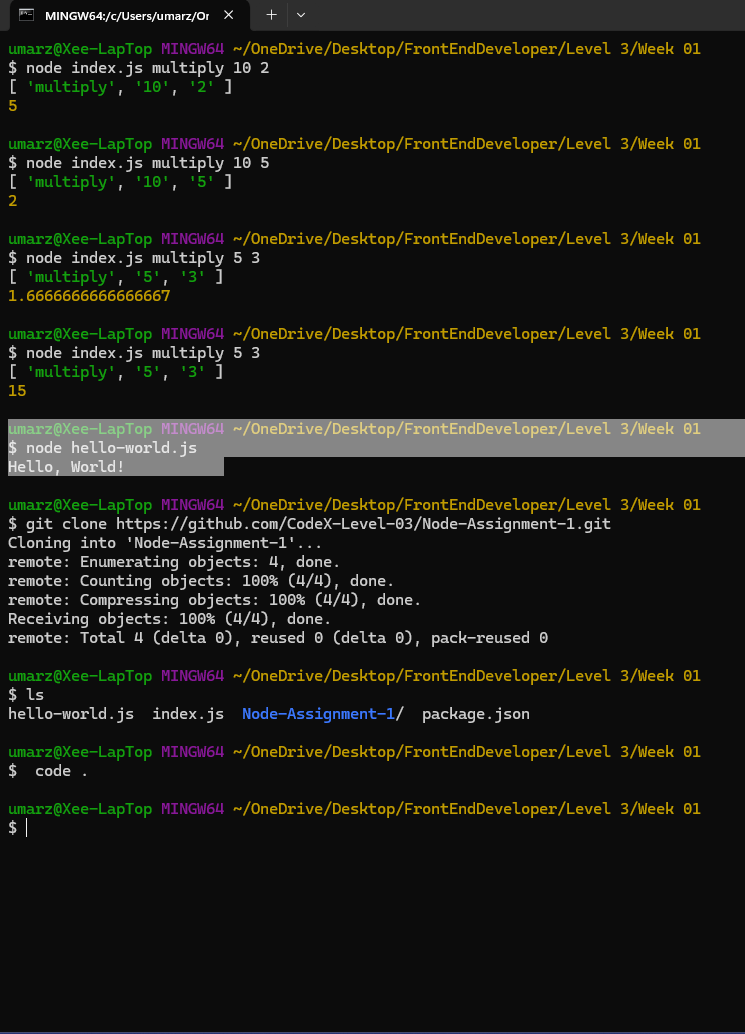 MINGW64:/c/Users/umarz/Or
umarz@Xee-LapTop MINGW64 ~/OneDrive/Desktop/FrontEndDeveloper/Level 3/Week 01
$ node index.js multiply 10 2
[ 'multiply', '10', '2' ]
5
umarz@Xee-LapTop MINGW64 ~/OneDrive/Desktop/FrontEndDeveloper/Level 3/Week 01
$ node index.js multiply 10 5
[ 'multiply', '10', '5' ]
2
umarz@Xee-LapTop MINGW64 ~/OneDrive/Desktop/FrontEndDeveloper/Level 3/Week 01
$ node index.js multiply 5 3
[ 'multiply', '5', '3' ]
1.6666666666666667
umarz@Xee-LapTop MINGW64 ~/OneDrive/Desktop/FrontEndDeveloper/Level 3/Week 01
$ node index.js multiply 5 3
[ 'multiply', '5', '3' ]
15
umarz@Xee-LapTop MINGW64 ~/OneDrive/Desktop/FrontEndDeveloper/Level 3/Week 01
$ node hello-world.js
Hello, World!
umarz@Xee-LapTop MINGW64 ~/OneDrive/Desktop/FrontEndDeveloper/Level 3/Week 01
$ git clone https://github.com/CodeX-Level-03/Node-Assignment-1.git
Cloning into 'Node-Assignment-1'...
remote: Enumerating objects: 4, done.
remote: Counting objects: 100% (4/4), done.
remote: Compressing objects: 100% (4/4), done.
Receiving objects: 100% (4/4), done.
remote: Total 4 (delta 0), reused 0 (delta 0), pack-reused 0
umarz@Xee-LapTop MINGW64 ~/OneDrive/Desktop/FrontEndDeveloper/Level 3/Week 01
$ ls
hello-world.js  index.js  Node-Assignment-1/  package.json
umarz@Xee-LapTop MINGW64 ~/OneDrive/Desktop/FrontEndDeveloper/Level 3/Week 01
$  code .
umarz@Xee-LapTop MINGW64 ~/OneDrive/Desktop/FrontEndDeveloper/Level 3/Week 01
$